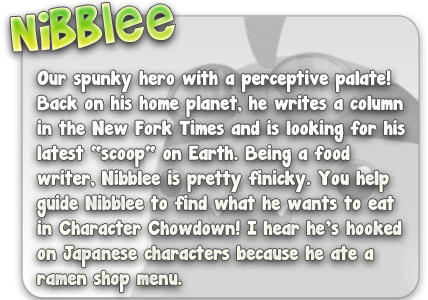 NiBBlee
Our spunky hero with a perceptive palate!
Back on his home planet, he writes a column
in the New Fork Times and is looking for his
latest "scoop" on Earth. Being a food
writer, Nibblee is pretty finicky. You help
guide Nibblee to find what he wants to eat
in Character Chowdown! I hear he's hooked
on Japanese characters because he ate a
ramen shop menu.